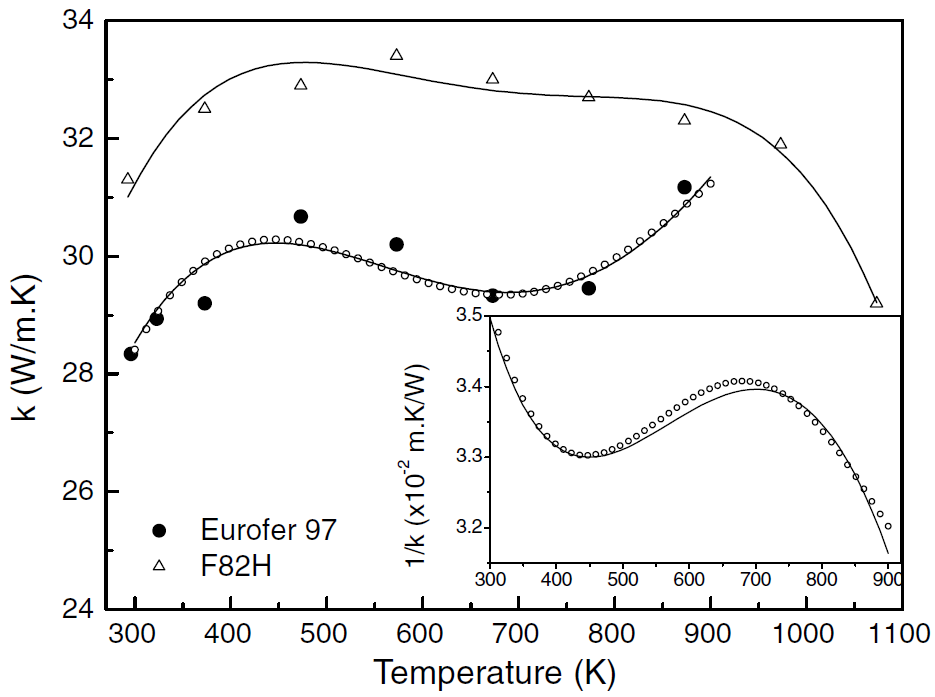 34
32
30
28
26
24
k (W/m.K)
Eurofer 97
F82H
3.5
3.4
3.3
3.2
1/k (x10⁻² m.K/W)
300 400 500 600 700 800 900
300 400 500 600 700 800 900 1000 1100
Temperature (K)